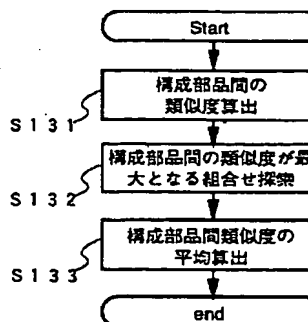 Start
構成部品間の
類似度算出
S131
構成部品間の類似度が最
大となる組合せ探索
S132
構成部品間類似度の
平均算出
S133
end